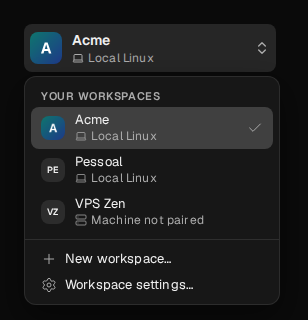 A
Acme
Local Linux
YOUR WORKSPACES
A
Acme
Local Linux
PE
Pessoal
Local Linux
VZ
VPS Zen
Machine not paired
New workspace...
Workspace settings...